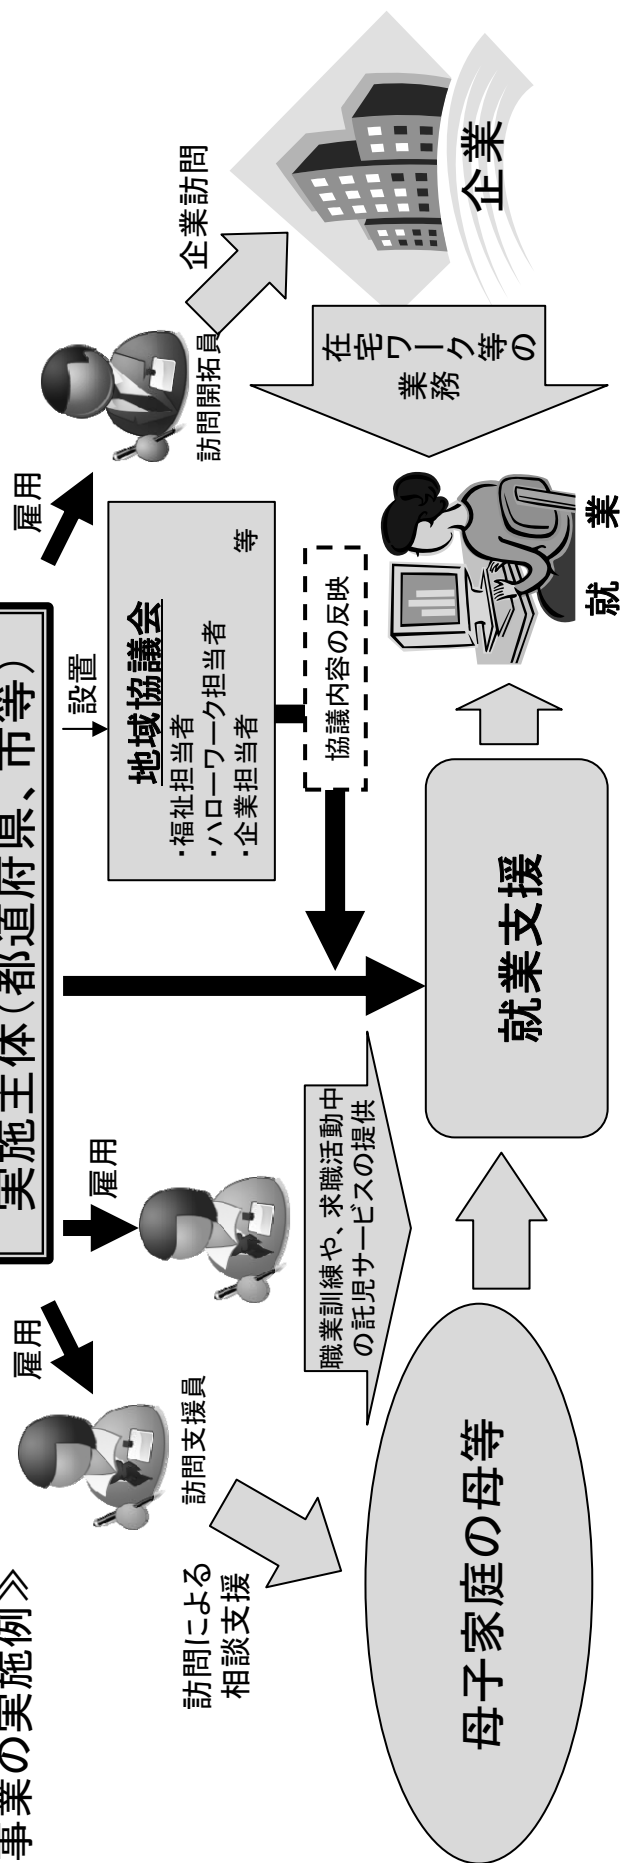 事業の実施例≫
実施主体（都道府県、市等）
雇用
雇用
雇用
設置
訪問支援員
訪問開拓員
企業訪問
訪問による
相談支援
地域協議会
・福祉担当者
・ハローワーク担当者
・企業担当者　等
協議内容の反映
職業訓練や、求職活動中
の託児サービスの提供
在宅ワーク等の
業務
企業
母子家庭の母等
就業支援
就業